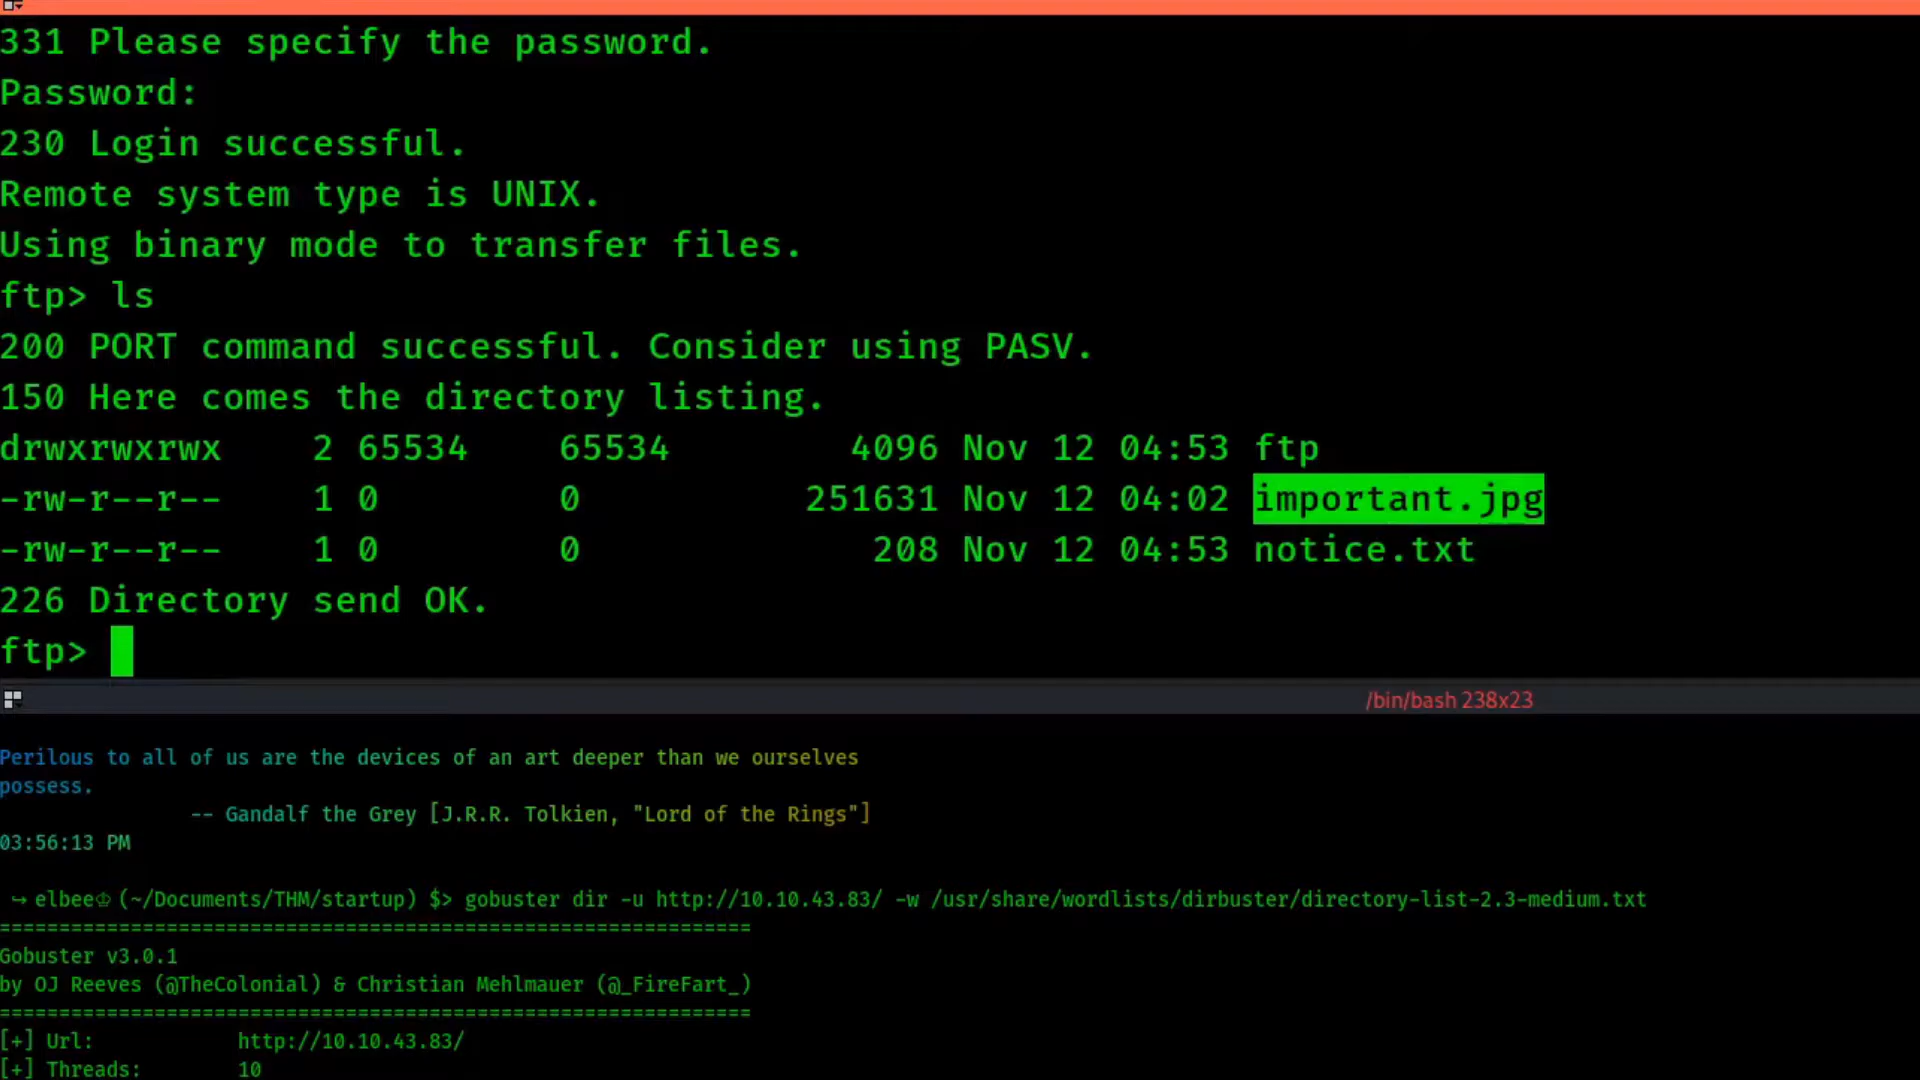 331 Please specify the password.
Password:
230 Login successful.
Remote system type is UNIX.
Using binary mode to transfer files.
ftp> ls
200 PORT command successful. Consider using PASV.
150 Here comes the directory listing.
drwxrwxrwx    2 65534    65534        4096 Nov 12 04:53 ftp
-rw-r--r--    1 0        0          251631 Nov 12 04:02 important.jpg
-rw-r--r--    1 0        0             208 Nov 12 04:53 notice.txt
226 Directory send OK.
ftp>
/bin/bash 238x23
Perilous to all of us are the devices of an art deeper than we ourselves
possess.
-- Gandalf the Grey [J.R.R. Tolkien, "Lord of the Rings"]
03:56:13 PM
↪ elbee♔ (~/Documents/THM/startup) $> gobuster dir -u http://10.10.43.83/ -w /usr/share/wordlists/dirbuster/directory-list-2.3-medium.txt
===============================================================
Gobuster v3.0.1
by OJ Reeves (@TheColonial) & Christian Mehlmauer (@_FireFart_)
===============================================================
[+] Url:            http://10.10.43.83/
[+] Threads:        10